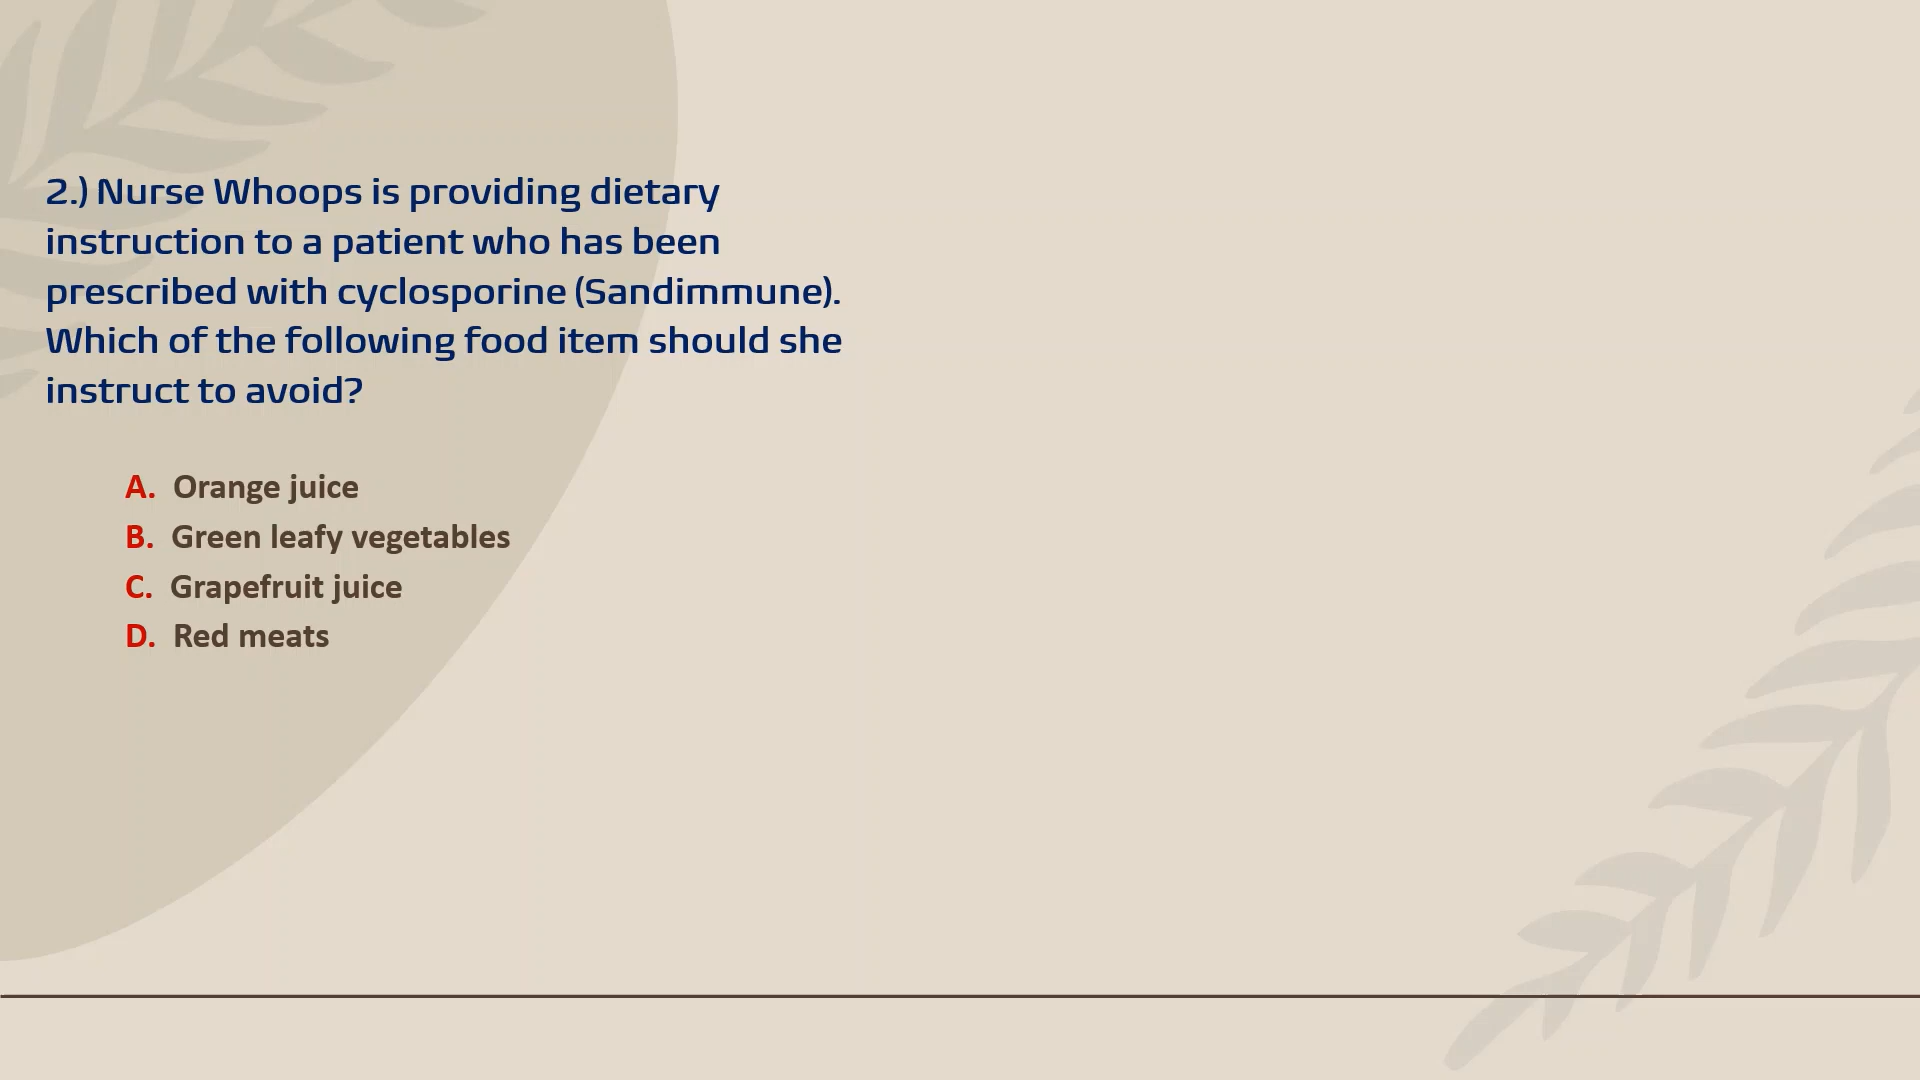 2.) Nurse Whoops is providing dietary
instruction to a patient who has been
prescribed with cyclosporine (Sandimmune).
Which of the following food item should she
instruct to avoid?
A. Orange juice
B. Green leafy vegetables
C. Grapefruit juice
D. Red meats